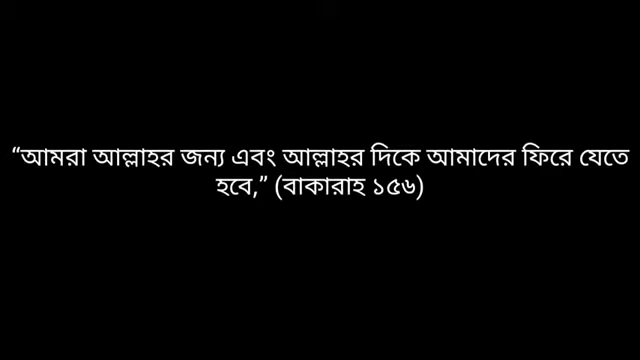 “আমরা আল্লাহর জন্য এবং আল্লাহর দিকে আমাদের ফিরে যেতে
হবে,” (বাকারাহ ১৫৬)